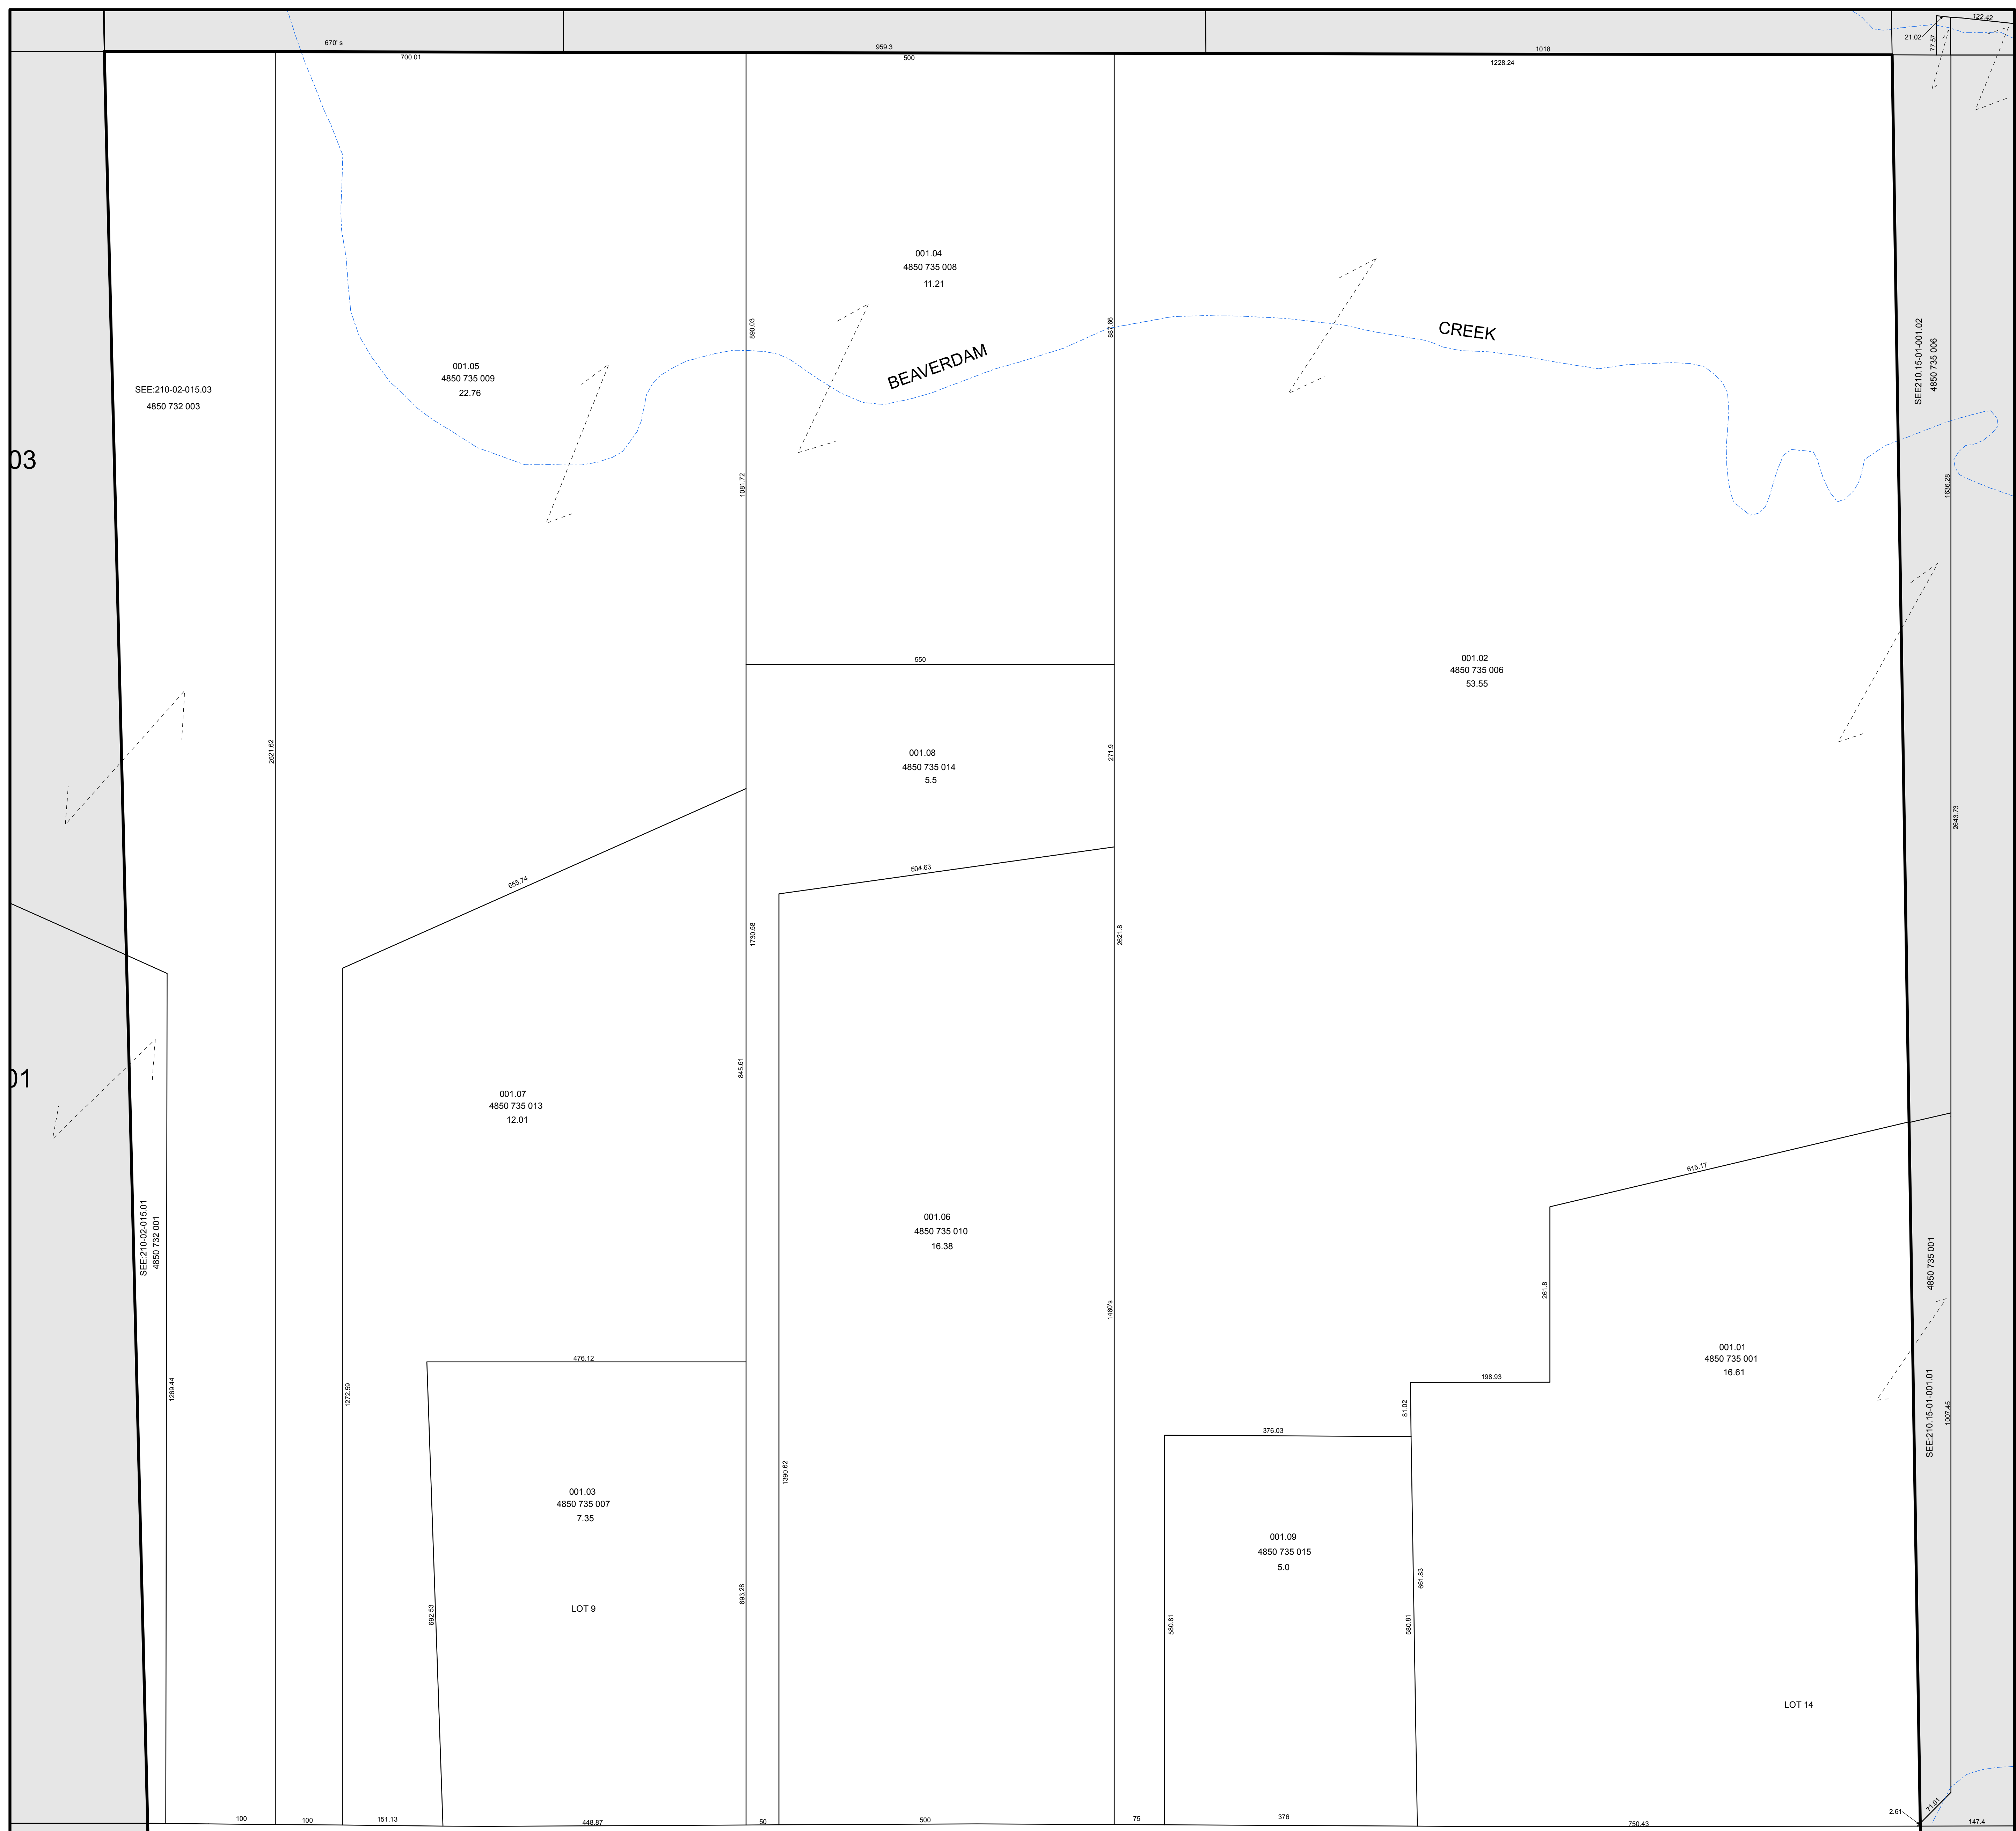 670' s
700.01
959.3
500
1018
1228.24
21.02
77.57
122.42
001.04
4850 735 008
11.21
890.03
887.66
CREEK
BEAVERDAM
001.05
4850 735 009
22.76
SEE:210-02-015.03
4850 732 003
SEE210.15-01-001.02
4850 735 006
03
1081.72
1636.28
550
001.02
4850 735 006
53.55
2621.62
001.08
4850 735 014
5.5
271.9
2643.73
655.74
504.63
1730.58
2621.8
01
845.61
001.07
4850 735 013
12.01
615.17
001.06
4850 735 010
16.38
SEE:210-02-015.01
4850 732 001
4850 735 001
SEE:210.15-01-001.01
261.8
1460's
001.01
4850 735 001
16.61
476.12
198.93
1269.44
1272.59
81.02
1007.45
376.03
1390.62
001.03
4850 735 007
7.35
001.09
4850 735 015
5.0
661.83
692.53
693.28
LOT 9
580.81
580.81
LOT 14
100
100
151.13
448.87
50
500
75
376
750.43
2.61
71.01
147.4